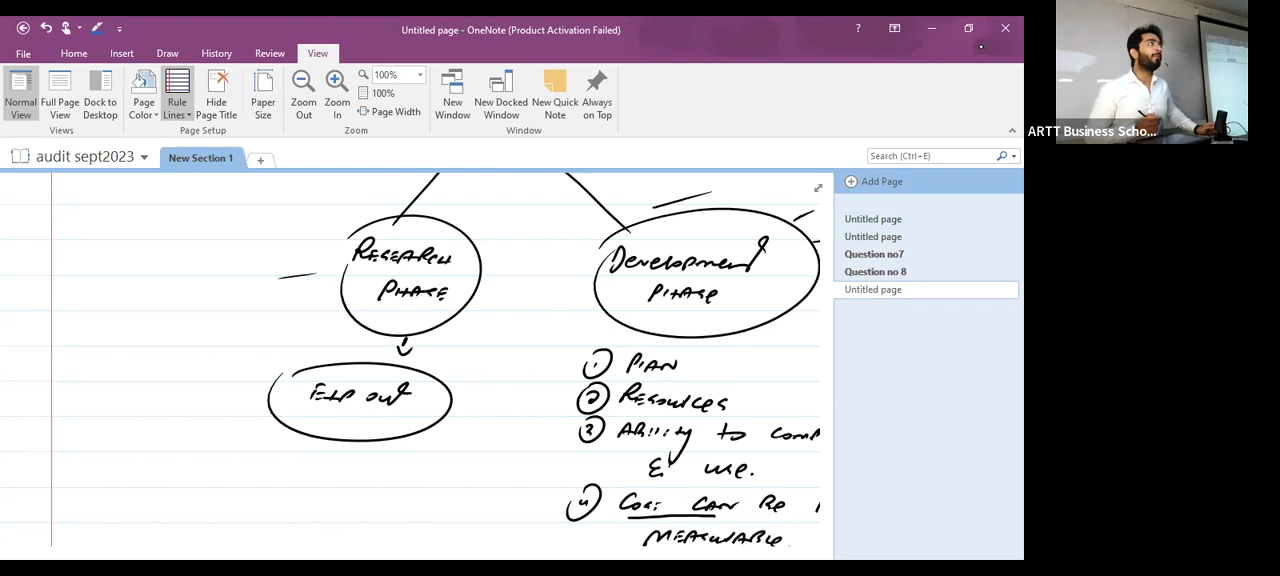 Untitled page - OneNote (Product Activation Failed)
File Home Insert Draw History Review View
Normal View
Full Page View
Dock to Desktop
Page Color
Rule Lines
Hide Page Title
Paper Size
Zoom Out
Zoom In
100%
100%
Page Width
New Window
New Docked Window
New Quick Note
Always on Top
Views Page Setup Zoom Window
ARTT Business Scho...
audit sept2023
New Section 1
Search (Ctrl+E)
Add Page
Untitled page
Untitled page
Question no7
Question no 8
Untitled page
RESEARCH
PHASE
Development
PHASE
out
1 PLAN
2 Resources
3 Ability to comp
& use.
4 Cost CAN Be
MEASURABLE.